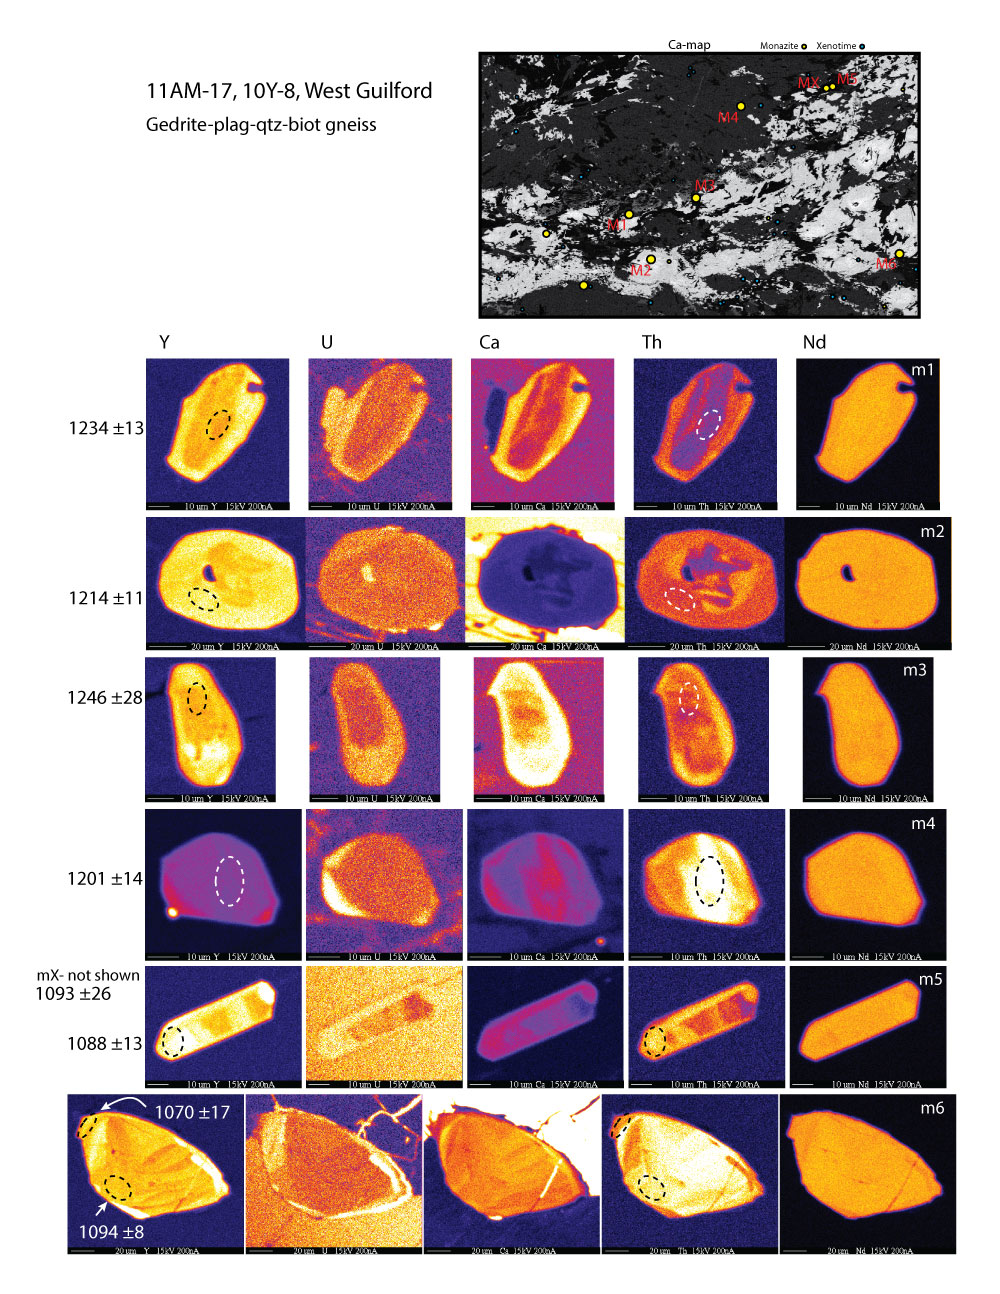 Ca-map
Monazite
Xenotime
11AM-17, 10Y-8, West Guilford
Gedrite-plag-qtz-biot gneiss
MX
M5
M4
M3
M1
M2
M6
Y
U
Ca
Th
Nd
m1
1234 ±13
10 um Y 15kV 200nA
10 um U 15kV 200nA
10 um Ca 15kV 200nA
10 um Th 15kV 200nA
10 um Nd 15kV 200nA
m2
1214 ±11
20 um Y 15kV 200nA
20 um U 15kV 200nA
20 um Ca 15kV 200nA
20 um Th 15kV 200nA
20 um Nd 15kV 200nA
m3
1246 ±28
10 um Y 15kV 200nA
10 um U 15kV 200nA
10 um Ca 15kV 200nA
10 um Th 15kV 200nA
10 um Nd 15kV 200nA
m4
1201 ±14
10 um Y 15kV 200nA
10 um U 15kV 200nA
10 um Ca 15kV 200nA
10 um Th 15kV 200nA
10 um Nd 15kV 200nA
mX- not shown
1093 ±26
m5
1088 ±13
10 um Y 15kV 200nA
10 um U 15kV 200nA
10 um Ca 15kV 200nA
10 um Th 15kV 200nA
10 um Nd 15kV 200nA
1070 ±17
m6
1094 ±8
20 um Y 15kV 200nA
20 um U 15kV 200nA
20 um Ca 15kV 200nA
20 um Th 15kV 200nA
20 um Nd 15kV 200nA